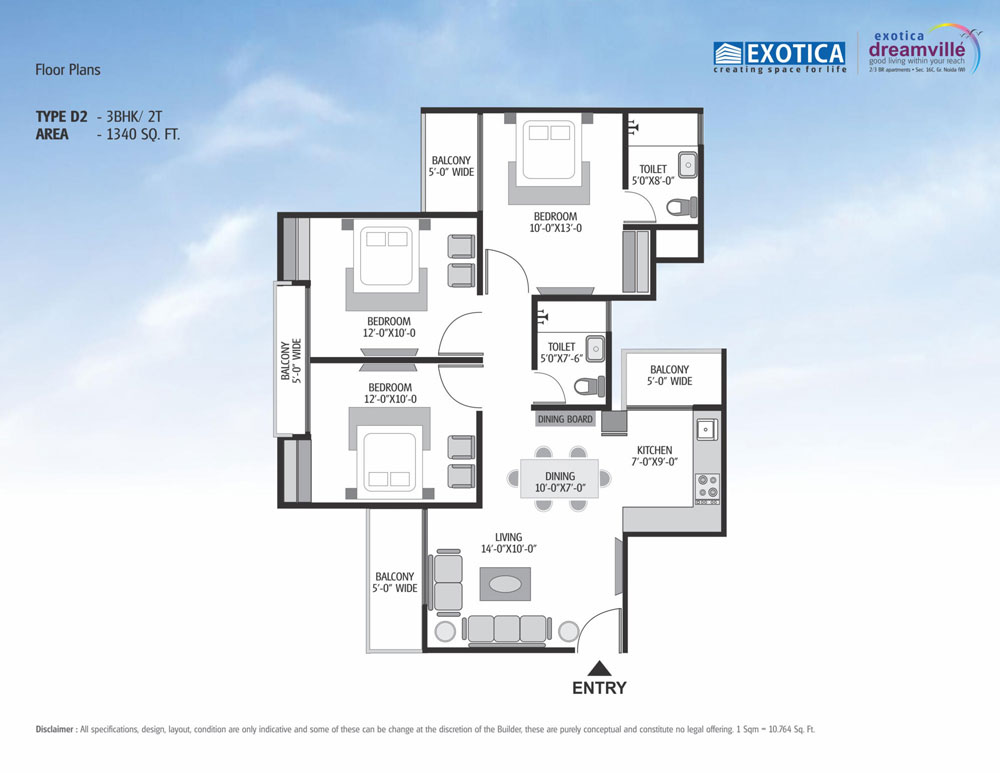 EXOTICA
creating space for life
exotica
dreamville
good living within your reach
2/3 BR apartments • Sec. 16C, Gr. Noida (W)
Floor Plans
TYPE D2 - 3BHK/ 2T
AREA - 1340 SQ. FT.
BALCONY
5'-0" WIDE
TOILET
5'0"X8'-0"
BEDROOM
10'-0"X13'-0
BEDROOM
12'-0"X10'-0
BALCONY
5'-0" WIDE
TOILET
5'0"X7'-6"
BALCONY
5'-0" WIDE
BEDROOM
12'-0"X10'-0
DINING BOARD
KITCHEN
7'-0"X9'-0"
DINING
10'-0"X7'-0"
LIVING
14'-0"X10'-0"
BALCONY
5'-0" WIDE
ENTRY
Disclaimer : All specifications, design, layout, condition are only indicative and some of these can be change at the discretion of the Builder, these are purely conceptual and constitute no legal offering. 1 Sqm = 10.764 Sq. Ft.